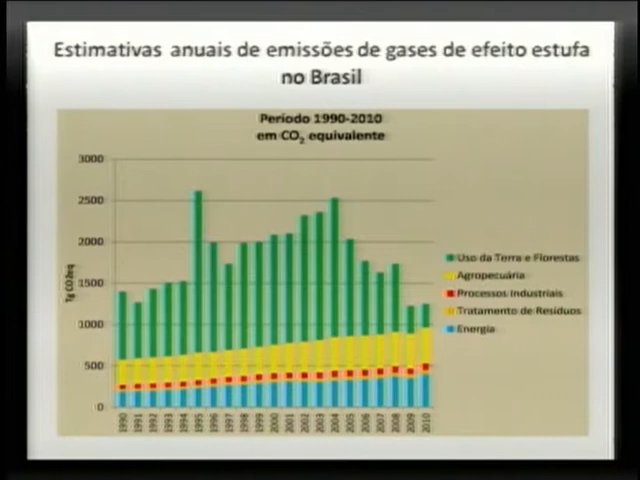 Estimativas anuais de emissões de gases de efeito estufa
no Brasil
Período 1990-2010
em CO₂ equivalente
3000
2500
2000
1500
1000
500
0
Tg CO2eq
1990
1991
1992
1993
1994
1995
1996
1997
1998
1999
2000
2001
2002
2003
2004
2005
2006
2007
2008
2009
2010
Uso da Terra e Florestas
Agropecuária
Processos Industriais
Tratamento de Resíduos
Energia